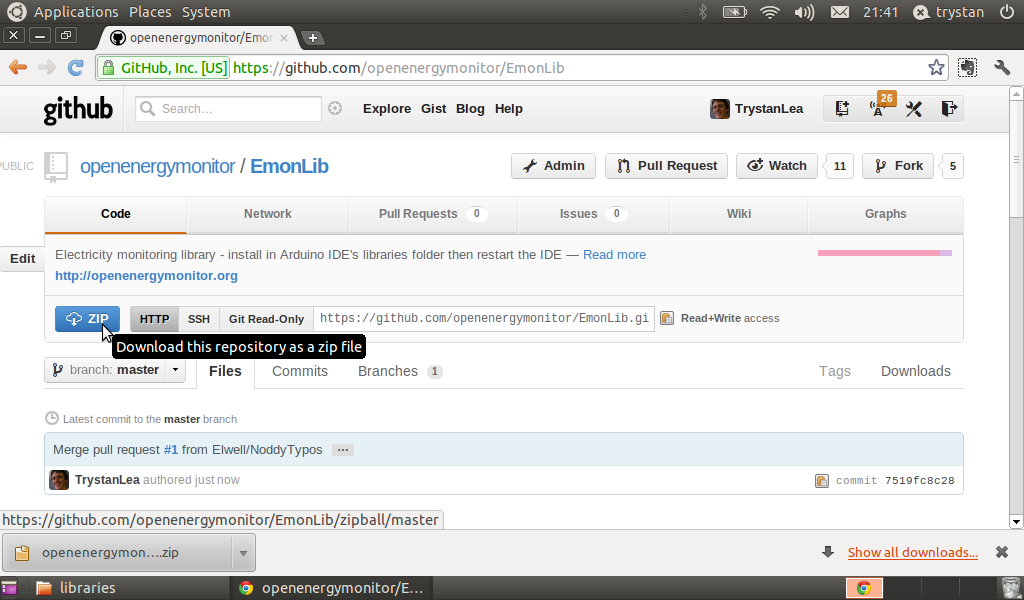 Applications Places System 21:41 trystan
openenergymonitor/Emon
GitHub, Inc. [US] https://github.com/openenergymonitor/EmonLib
github Search... Explore Gist Blog Help TrystanLea 26
PUBLIC openenergymonitor / EmonLib Admin Pull Request Watch 11 Fork 5
Code Network Pull Requests 0 Issues 0 Wiki Graphs
Edit
Electricity monitoring library - install in Arduino IDE's libraries folder then restart the IDE — Read more
http://openenergymonitor.org
ZIP HTTP SSH Git Read-Only https://github.com/openenergymonitor/EmonLib.gi Read+Write access
Download this repository as a zip file
branch: master Files Commits Branches 1 Tags Downloads
Latest commit to the master branch
Merge pull request #1 from Elwell/NoddyTypos ...
TrystanLea authored just now commit 7519fc8c28
https://github.com/openenergymonitor/EmonLib/zipball/master
openenergymon....zip Show all downloads...
libraries openenergymonitor/E...